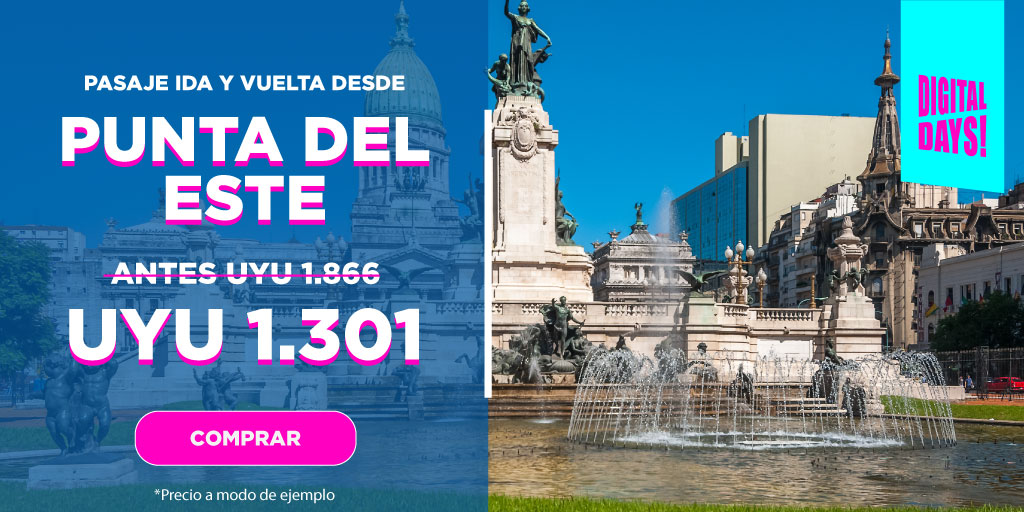 PASAJE IDA Y VUELTA DESDE
PUNTA DEL
ESTE
ANTES UYU 1.866
UYU 1.301
COMPRAR
*Precio a modo de ejemplo
DIGITAL
DAYS!